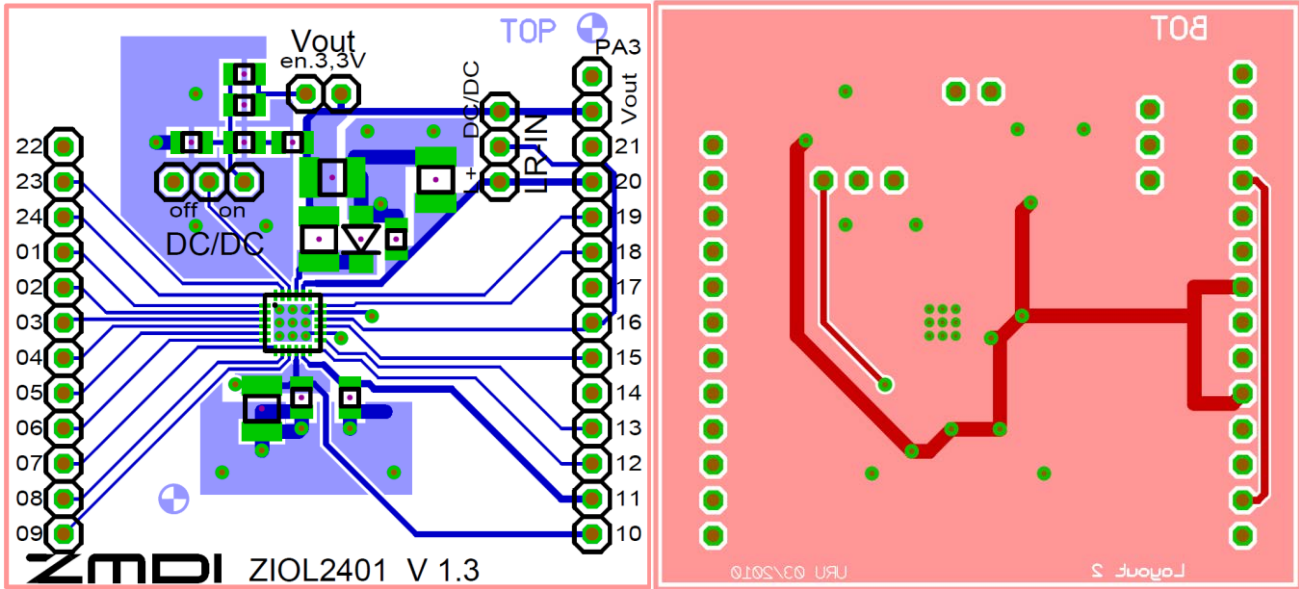 TOP
Vout
en.3,3V
PA3
Vout
DC/DC
LR-IN
L+
22
23
24
01
02
03
04
05
06
07
08
09
off on
DC/DC
21
20
19
18
17
16
15
14
13
12
11
10
ZMDI ZIOL2401 V 1.3
BOT
URU 03/2010
Layout 2